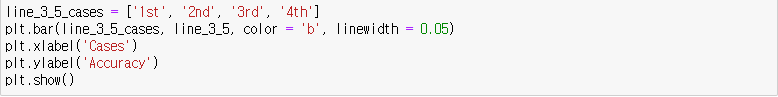 line_3_5_cases = ['1st', '2nd', '3rd', '4th']
plt.bar(line_3_5_cases, line_3_5, color = 'b', linewidth = 0.05)
plt.xlabel('Cases')
plt.ylabel('Accuracy')
plt.show()